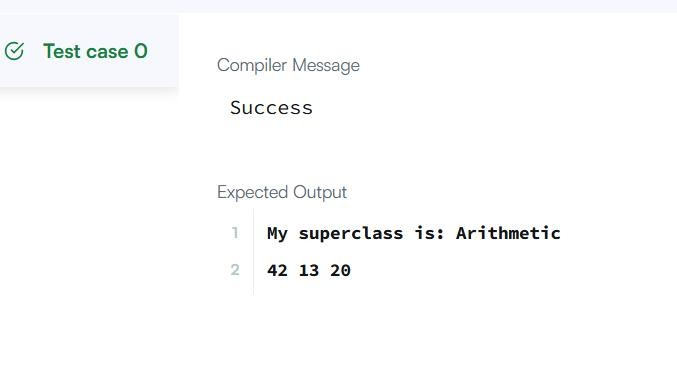 Test case 0
Compiler Message
Success
Expected Output
1 My superclass is: Arithmetic
2 42 13 20